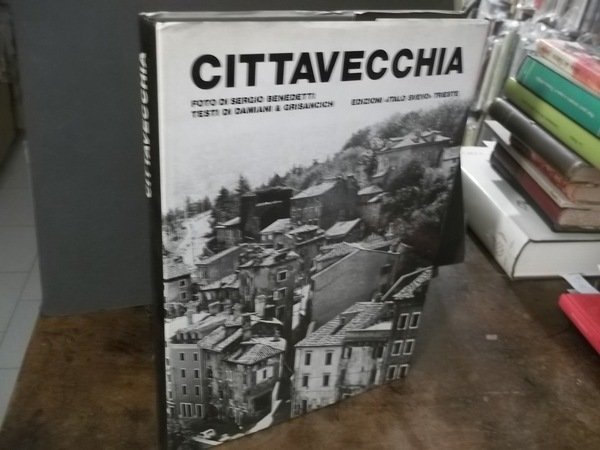 CITTAVECCHIA
FOTO DI SERGIO BENEDETTI
TESTI DI DAMIANI & GRISANCICH
EDIZIONI «ITALO SVEVO» TRIESTE
CITTAVECCHIA